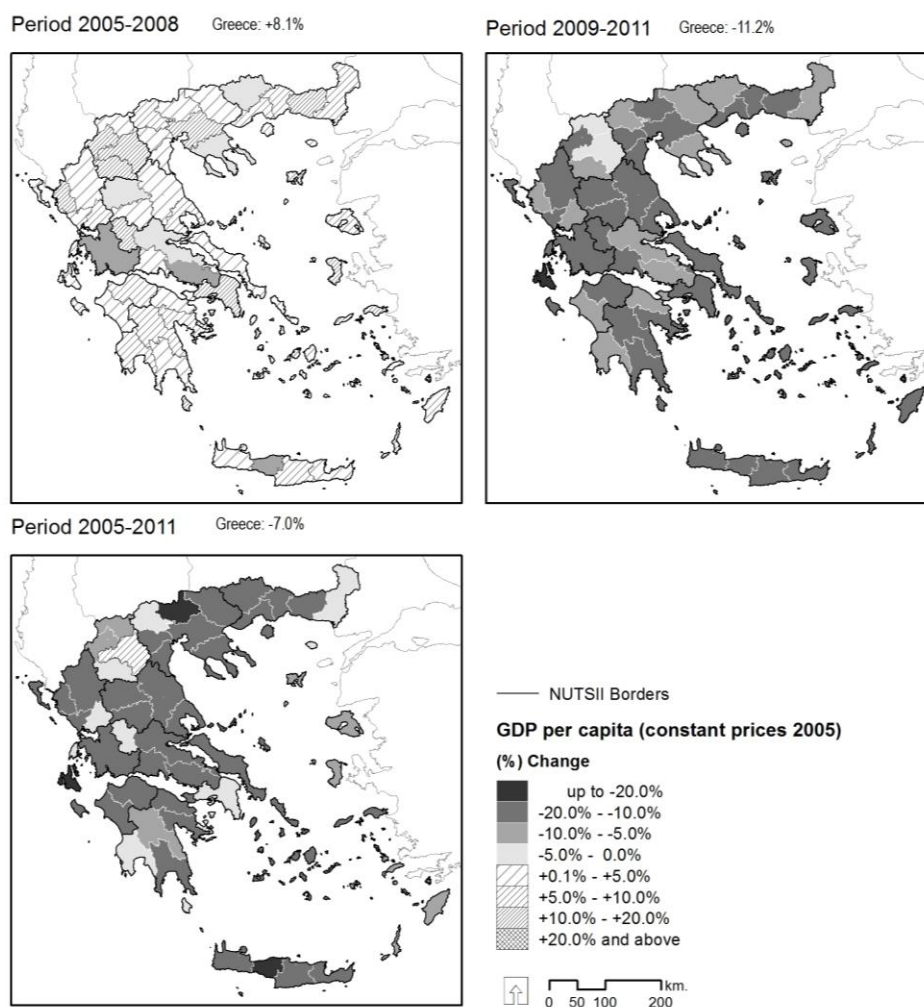 Period 2005-2008 Greece: +8.1%
Period 2009-2011 Greece: -11.2%
Period 2005-2011 Greece: -7.0%
NUTSII Borders
GDP per capita (constant prices 2005)
(%) Change
up to -20.0%
-20.0% - -10.0%
-10.0% - -5.0%
-5.0% - 0.0%
+0.1% - +5.0%
+5.0% - +10.0%
+10.0% - +20.0%
+20.0% and above
km.
0 50 100 200